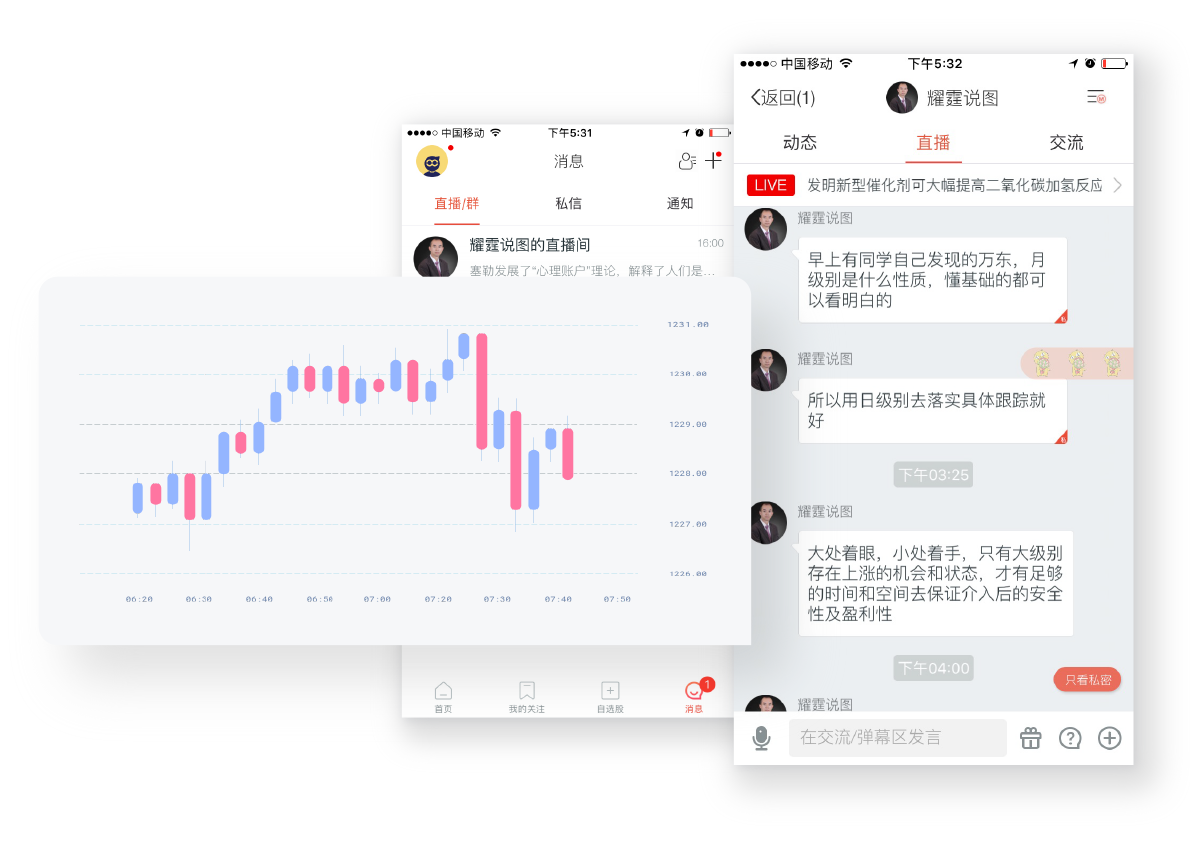 中国移动
下午5:31
消息
直播/群
私信
通知
耀霆说图的直播间
16:00
塞勒发展了“心理账户”理论，解释了人们是...
1231.00
1230.00
1229.00
1228.00
1227.00
1226.00
06:20
06:30
06:40
06:50
07:00
07:20
07:30
07:40
07:50
首页
我的关注
自选股
1
消息
中国移动
下午5:32
返回(1)
耀霆说图
动态
直播
交流
LIVE
发明新型催化剂可大幅提高二氧化碳加氢反应
耀霆说图
早上有同学自己发现的万东，月
级别是什么性质，懂基础的都可
以看明白的
耀霆说图
所以用日级别去落实具体跟踪就
好
下午03:25
耀霆说图
大处着眼，小处着手，只有大级别
存在上涨的机会和状态，才有足够
的时间和空间去保证介入后的安全
性及盈利性
下午04:00
只看私密
耀霆说图
在交流/弹幕区发言